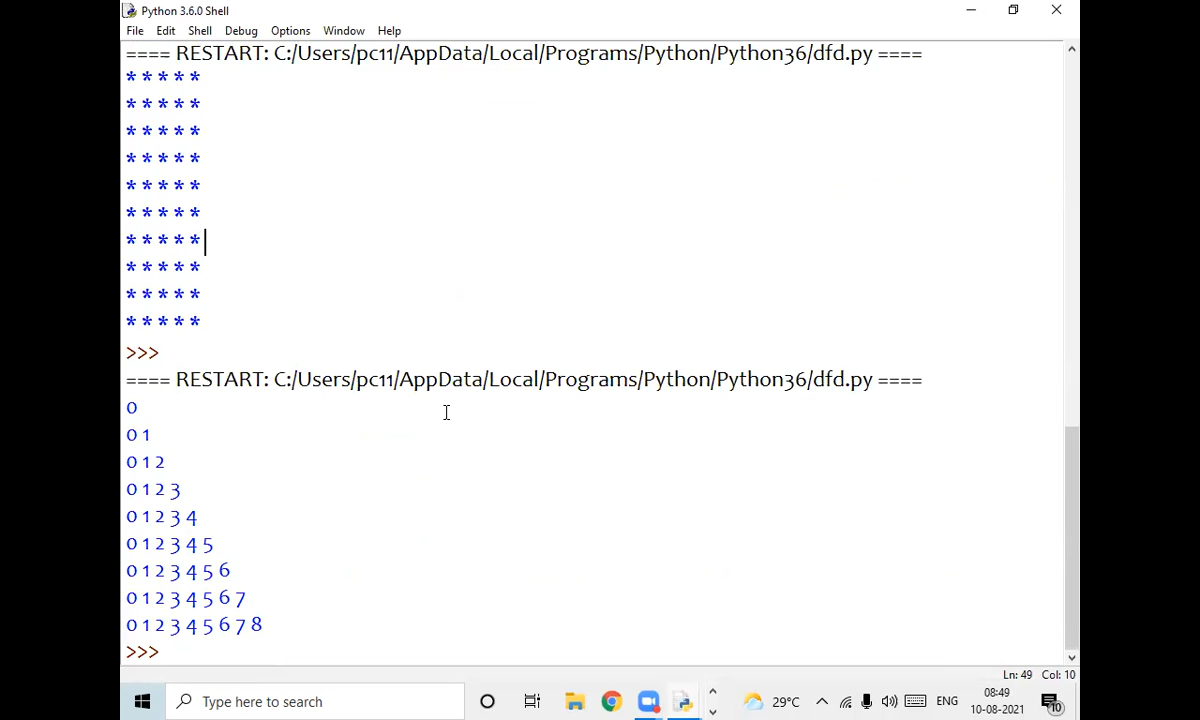 Python 3.6.0 Shell
File Edit Shell Debug Options Window Help
==== RESTART: C:/Users/pc11/AppData/Local/Programs/Python/Python36/dfd.py ====
* * * * *
* * * * *
* * * * *
* * * * *
* * * * *
* * * * *
* * * * *
* * * * *
* * * * *
* * * * *
>>>
==== RESTART: C:/Users/pc11/AppData/Local/Programs/Python/Python36/dfd.py ====
0
0 1
0 1 2
0 1 2 3
0 1 2 3 4
0 1 2 3 4 5
0 1 2 3 4 5 6
0 1 2 3 4 5 6 7
0 1 2 3 4 5 6 7 8
>>>
Ln: 49 Col: 10
Type here to search
29°C
ENG
08:49
10-08-2021
10